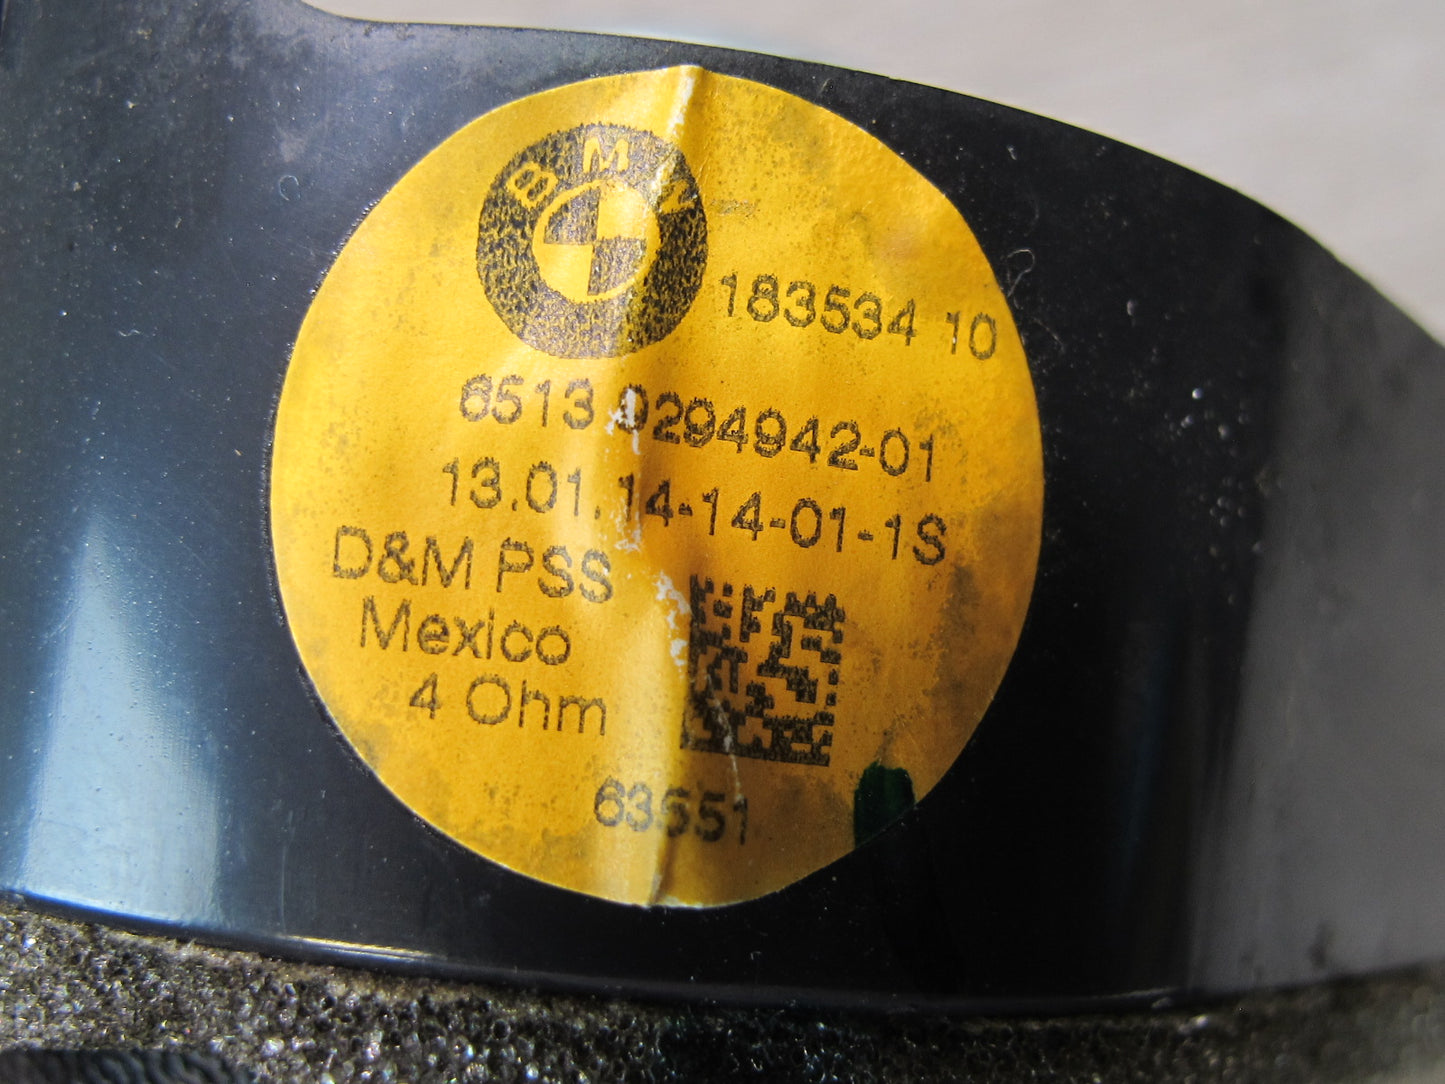 BMW
183534 10
6513 9294942-01
13.01.14-14-01-1S
D&M PSS
Mexico
4 Ohm
63551